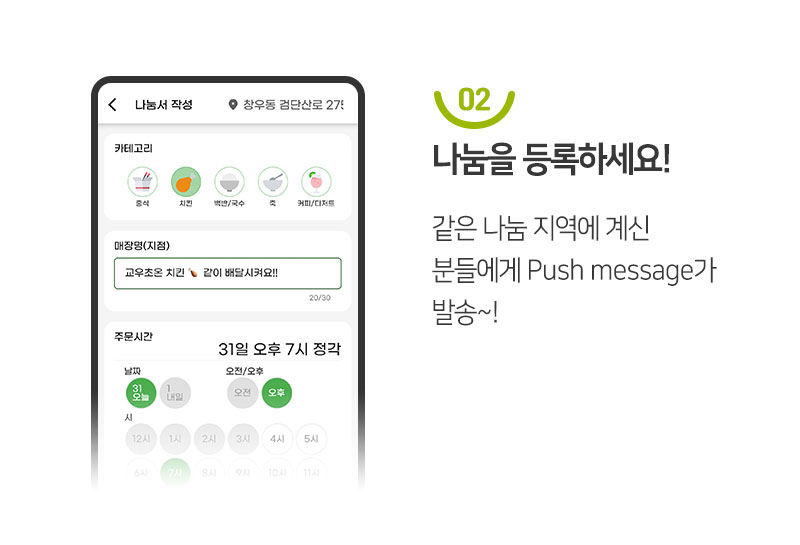 나눔서 작성 창우동 검단산로 275
카테고리
중식 치킨 백반/국수 죽 커피/디저트
매장명(지점)
교우초온 치킨 🍗 같이 배달시켜요!!
20/30
주문시간
31일 오후 7시 정각
날짜 오전/오후
31 오늘 1 내일 오전 오후
시
12시 1시 2시 3시 4시 5시
6시 7시 8시 9시 10시 11시
02
나눔을 등록하세요!
같은 나눔 지역에 계신
분들에게 Push message가
발송~!